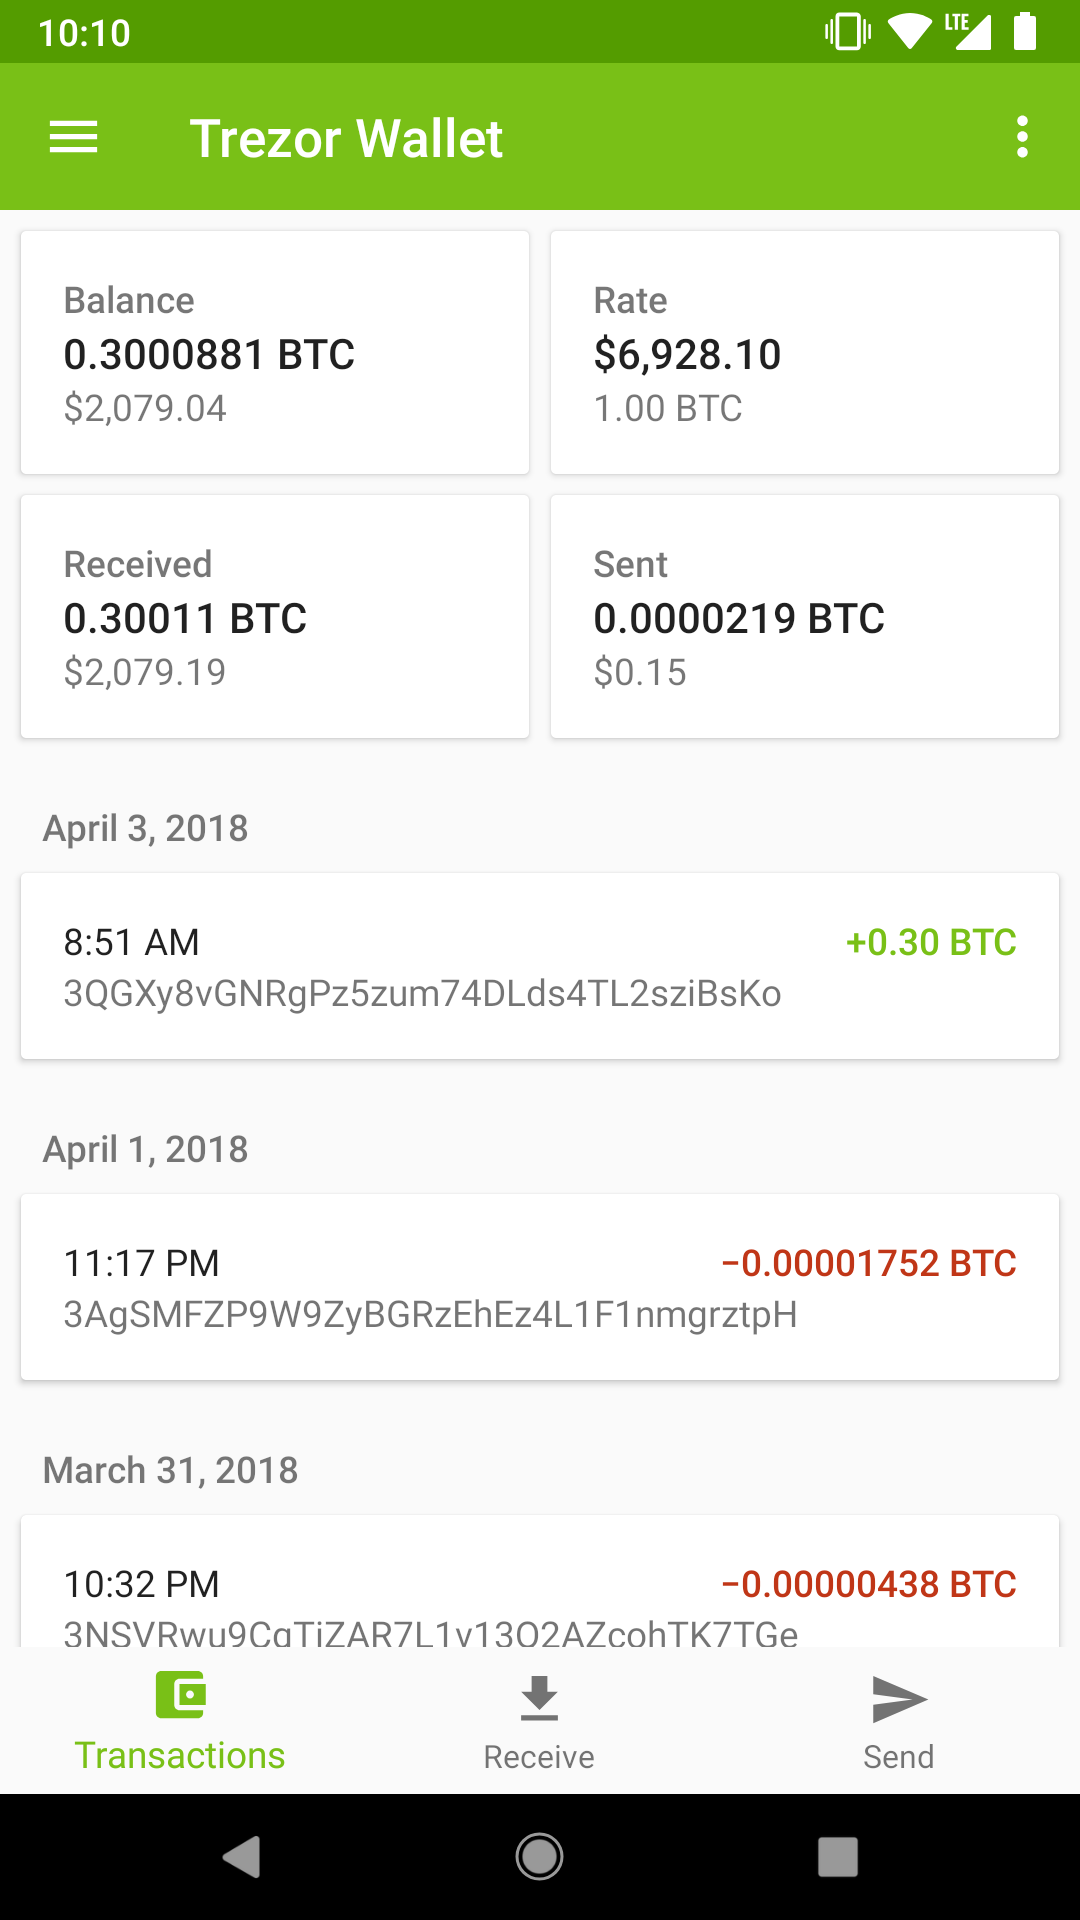 10:10
LTE
Trezor Wallet
Balance
0.3000881 BTC
$2,079.04
Rate
$6,928.10
1.00 BTC
Received
0.30011 BTC
$2,079.19
Sent
0.0000219 BTC
$0.15
April 3, 2018
8:51 AM
+0.30 BTC
3QGXy8vGNRgPz5zum74DLds4TL2sziBsKo
April 1, 2018
11:17 PM
−0.00001752 BTC
3AgSMFZP9W9ZyBGRzEhEz4L1F1nmgrztpH
March 31, 2018
10:32 PM
−0.00000438 BTC
3NSVRwu9CqTiZAR7L1v13O2AZcohTK7TGe
Transactions
Receive
Send